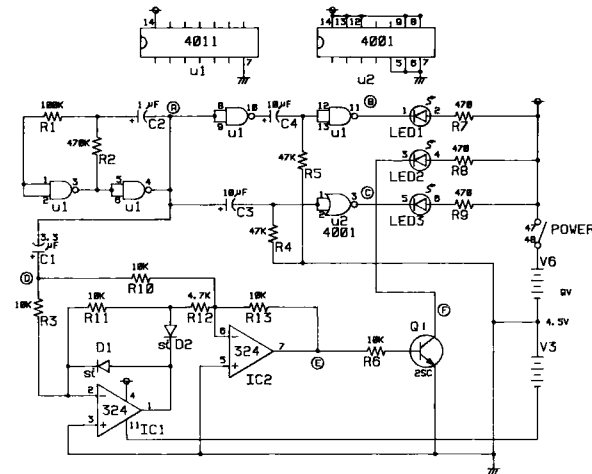 14
4011
7
u1
14 13 12 9 8
4001
5 6 7
u2
100K
R1
1 µF
C2
470K
R2
A
8
9
10
u1
10µF
C4
12
13
11
u1
B
1
2
LED1
470
R7
47K
R5
3
4
LED2
470
R8
1
2
3
u1
5
6
4
u1
10µF
C3
1
2
3
u2
4001
C
5
6
LED3
470
R9
47K
R4
47
48
POWER
C1
D
10K
R10
V6
9V
10K
R3
10K
R11
4.7K
R12
10K
R13
4.5V
D1
D2
6
5
324
7
IC2
E
10K
R6
Q1
2SC
F
V3
2
3
324
4
1
11
IC1